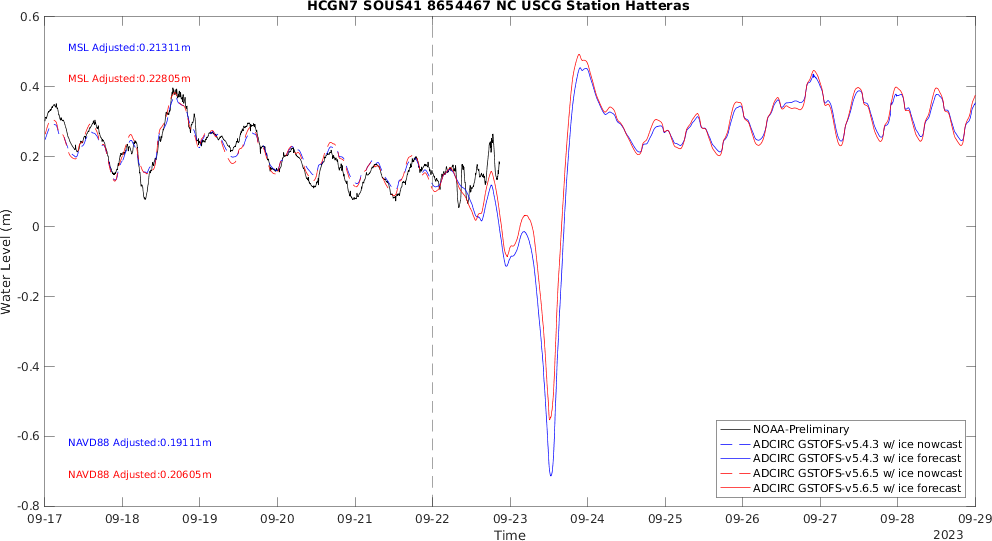 HCGN7 SOUS41 8654467 NC USCG Station Hatteras
0.6
0.4
0.2
0
-0.2
-0.4
-0.6
-0.8
Water Level (m)
MSL Adjusted:0.21311m
MSL Adjusted:0.22805m
NAVD88 Adjusted:0.19111m
NAVD88 Adjusted:0.20605m
NOAA-Preliminary
ADCIRC GSTOFS-v5.4.3 w/ ice nowcast
ADCIRC GSTOFS-v5.4.3 w/ ice forecast
ADCIRC GSTOFS-v5.6.5 w/ ice nowcast
ADCIRC GSTOFS-v5.6.5 w/ ice forecast
09-17 09-18 09-19 09-20 09-21 09-22 09-23 09-24 09-25 09-26 09-27 09-28 09-29
Time
2023